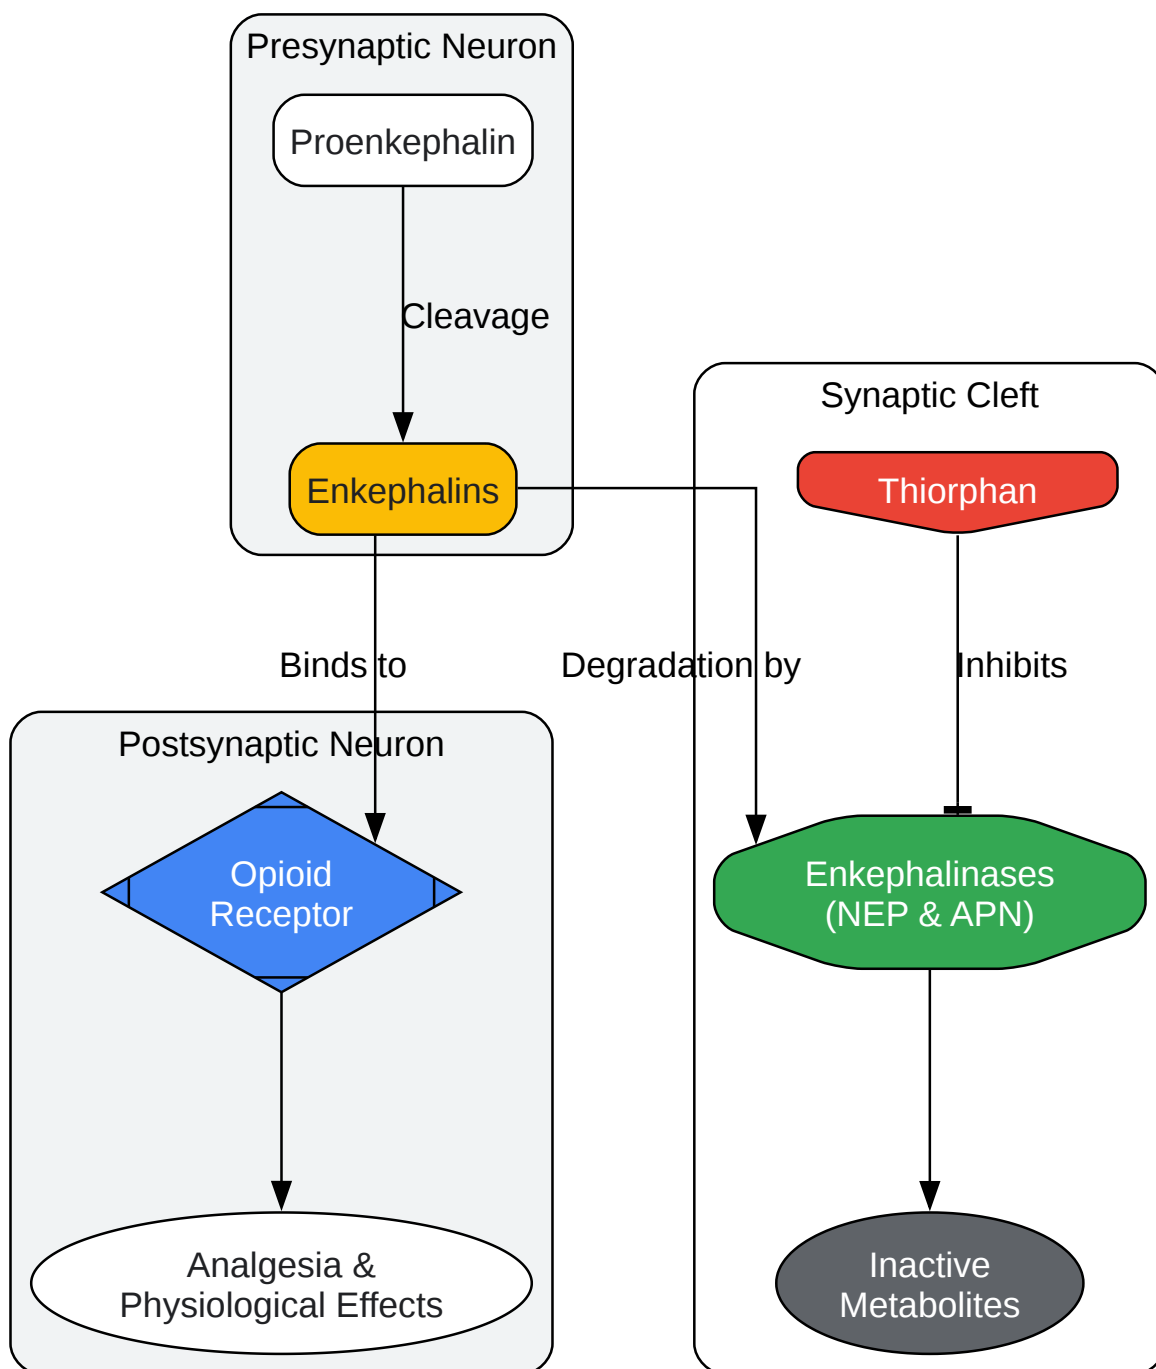 Presynaptic Neuron
Proenkephalin
Cleavage
Enkephalins
Synaptic Cleft
Thiorphan
Binds to
Degradation by
Inhibits
Postsynaptic Neuron
Opioid
Receptor
Enkephalinases
(NEP & APN)
Analgesia &
Physiological Effects
Inactive
Metabolites